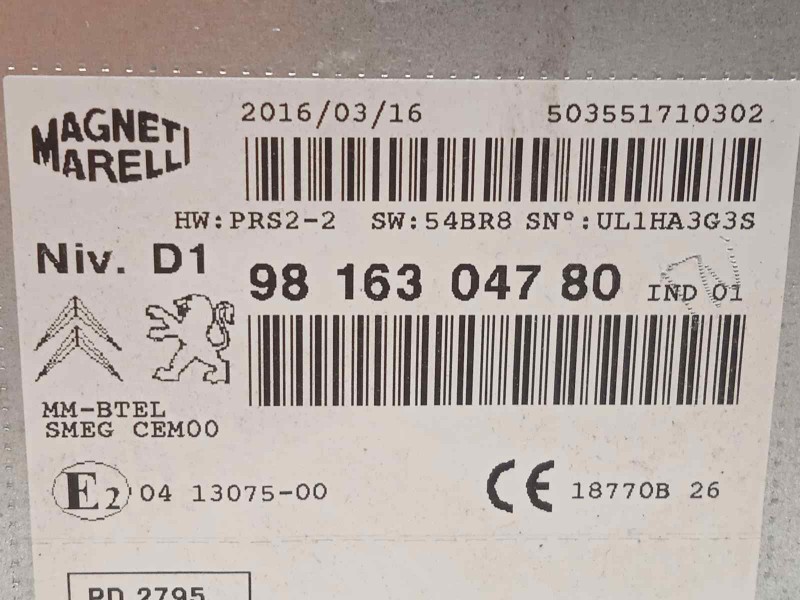 MAGNETI
MARELLI
2016/03/16 503551710302
HW:PRS2-2 SW:54BR8 SN°:UL1HA3G3S
Niv. D1
98 163 047 80 IND 01
MM-BTEL
SMEG CEM00
E2 04 13075-00
CE 18770B 26
PD 2795